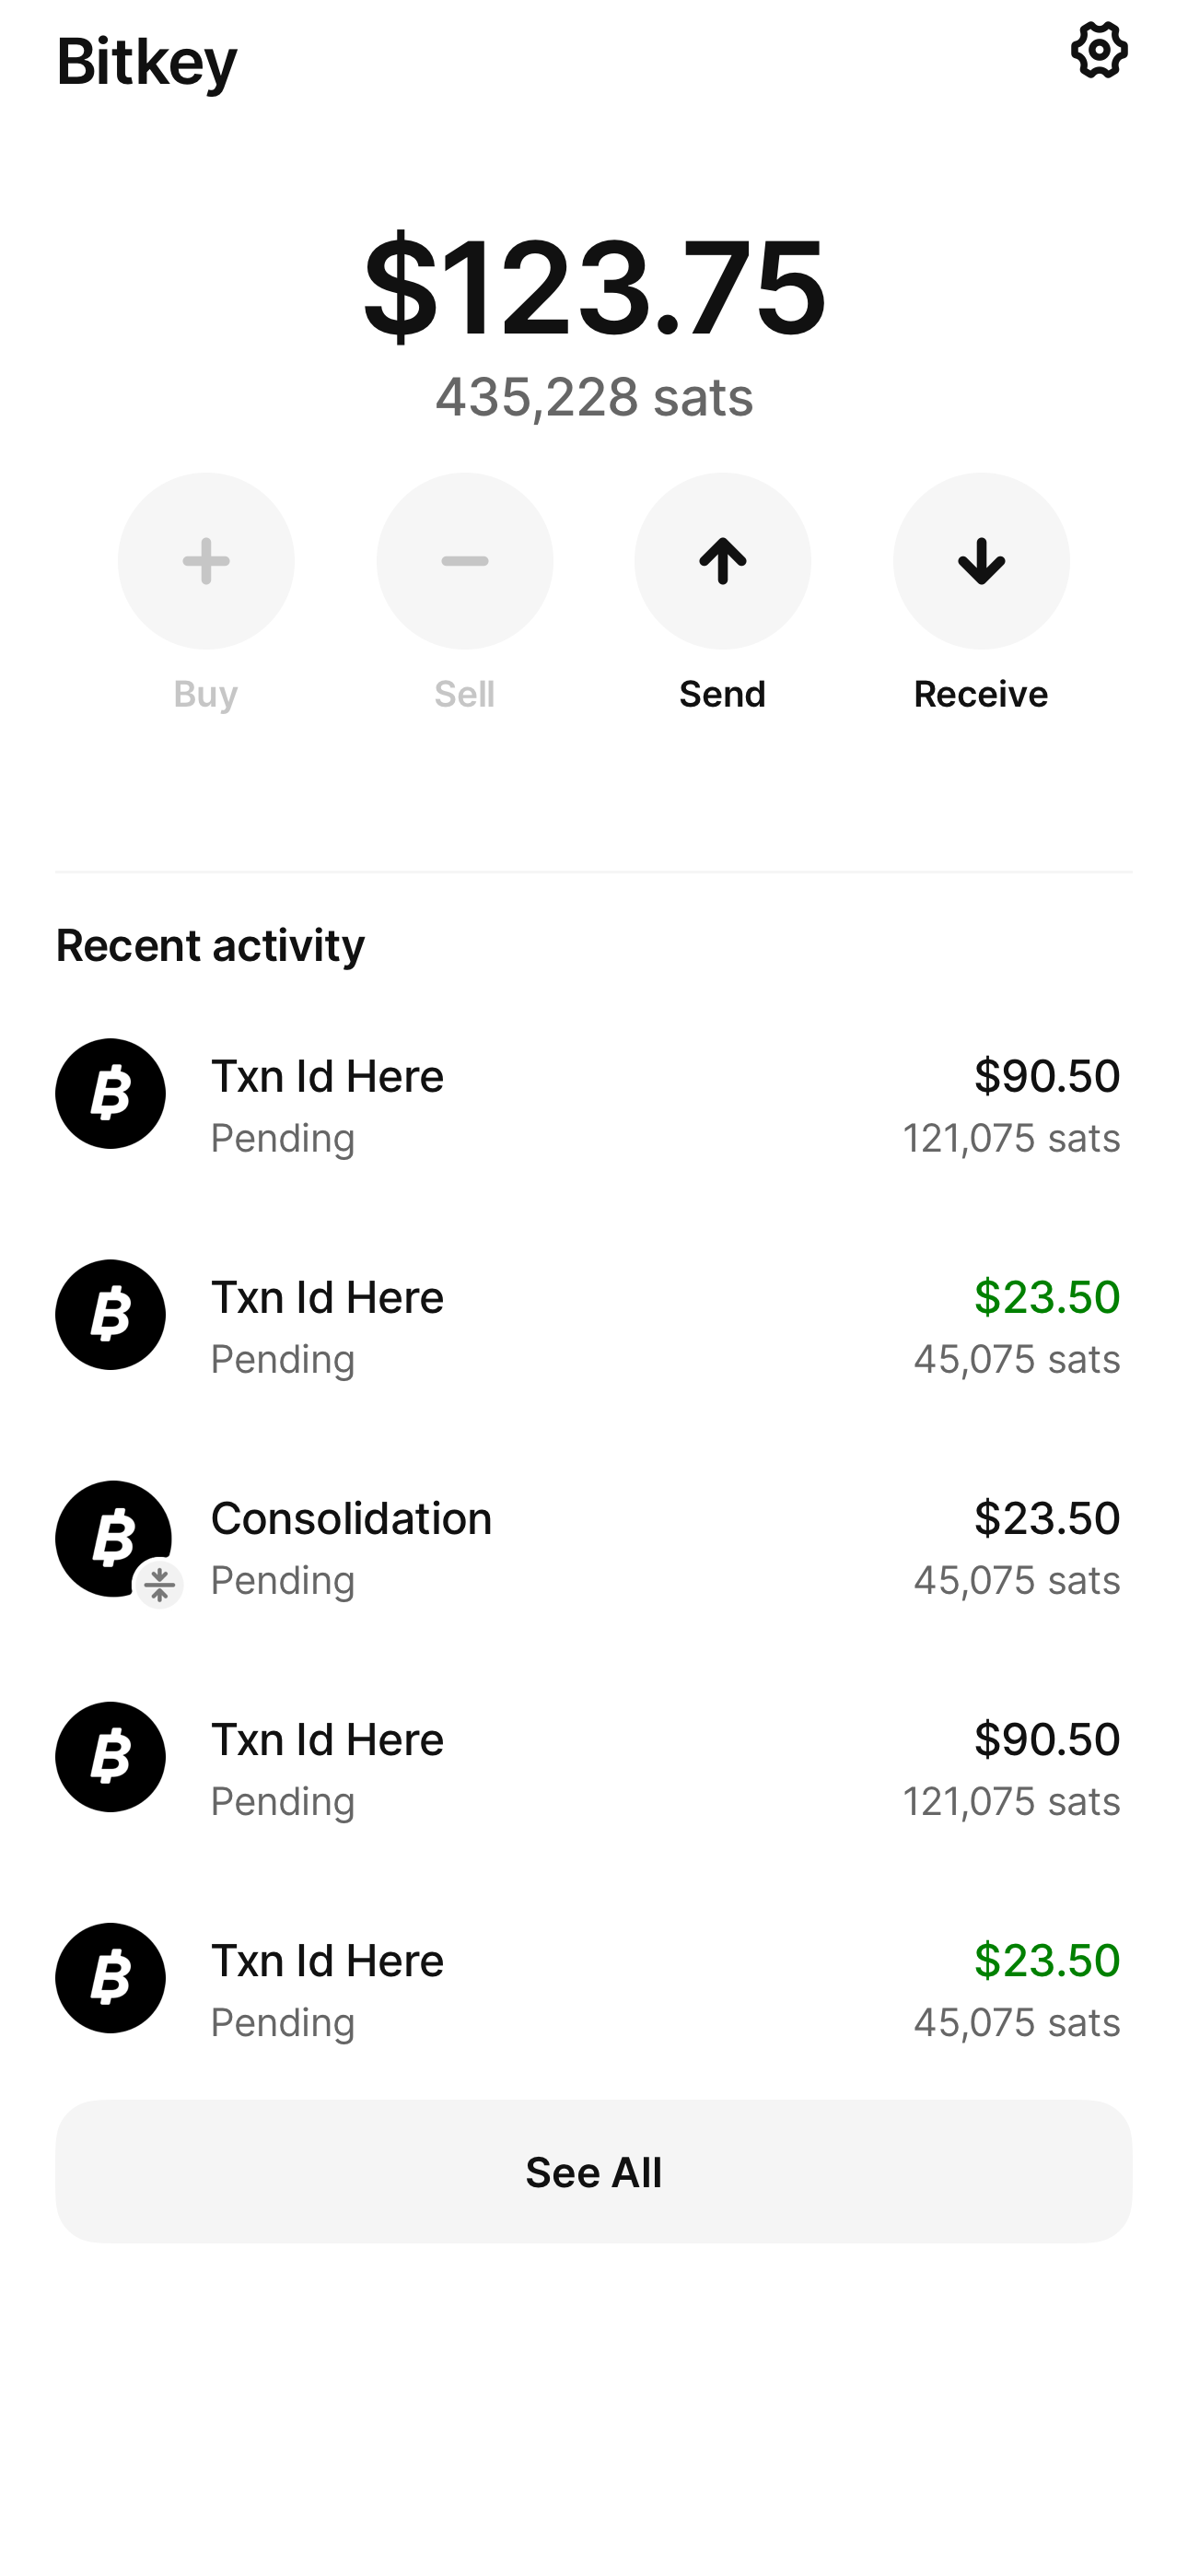 Bitkey
$123.75
435,228 sats
Buy
Sell
Send
Receive
Recent activity
Txn Id Here
$90.50
Pending
121,075 sats
Txn Id Here
$23.50
Pending
45,075 sats
Consolidation
$23.50
Pending
45,075 sats
Txn Id Here
$90.50
Pending
121,075 sats
Txn Id Here
$23.50
Pending
45,075 sats
See All